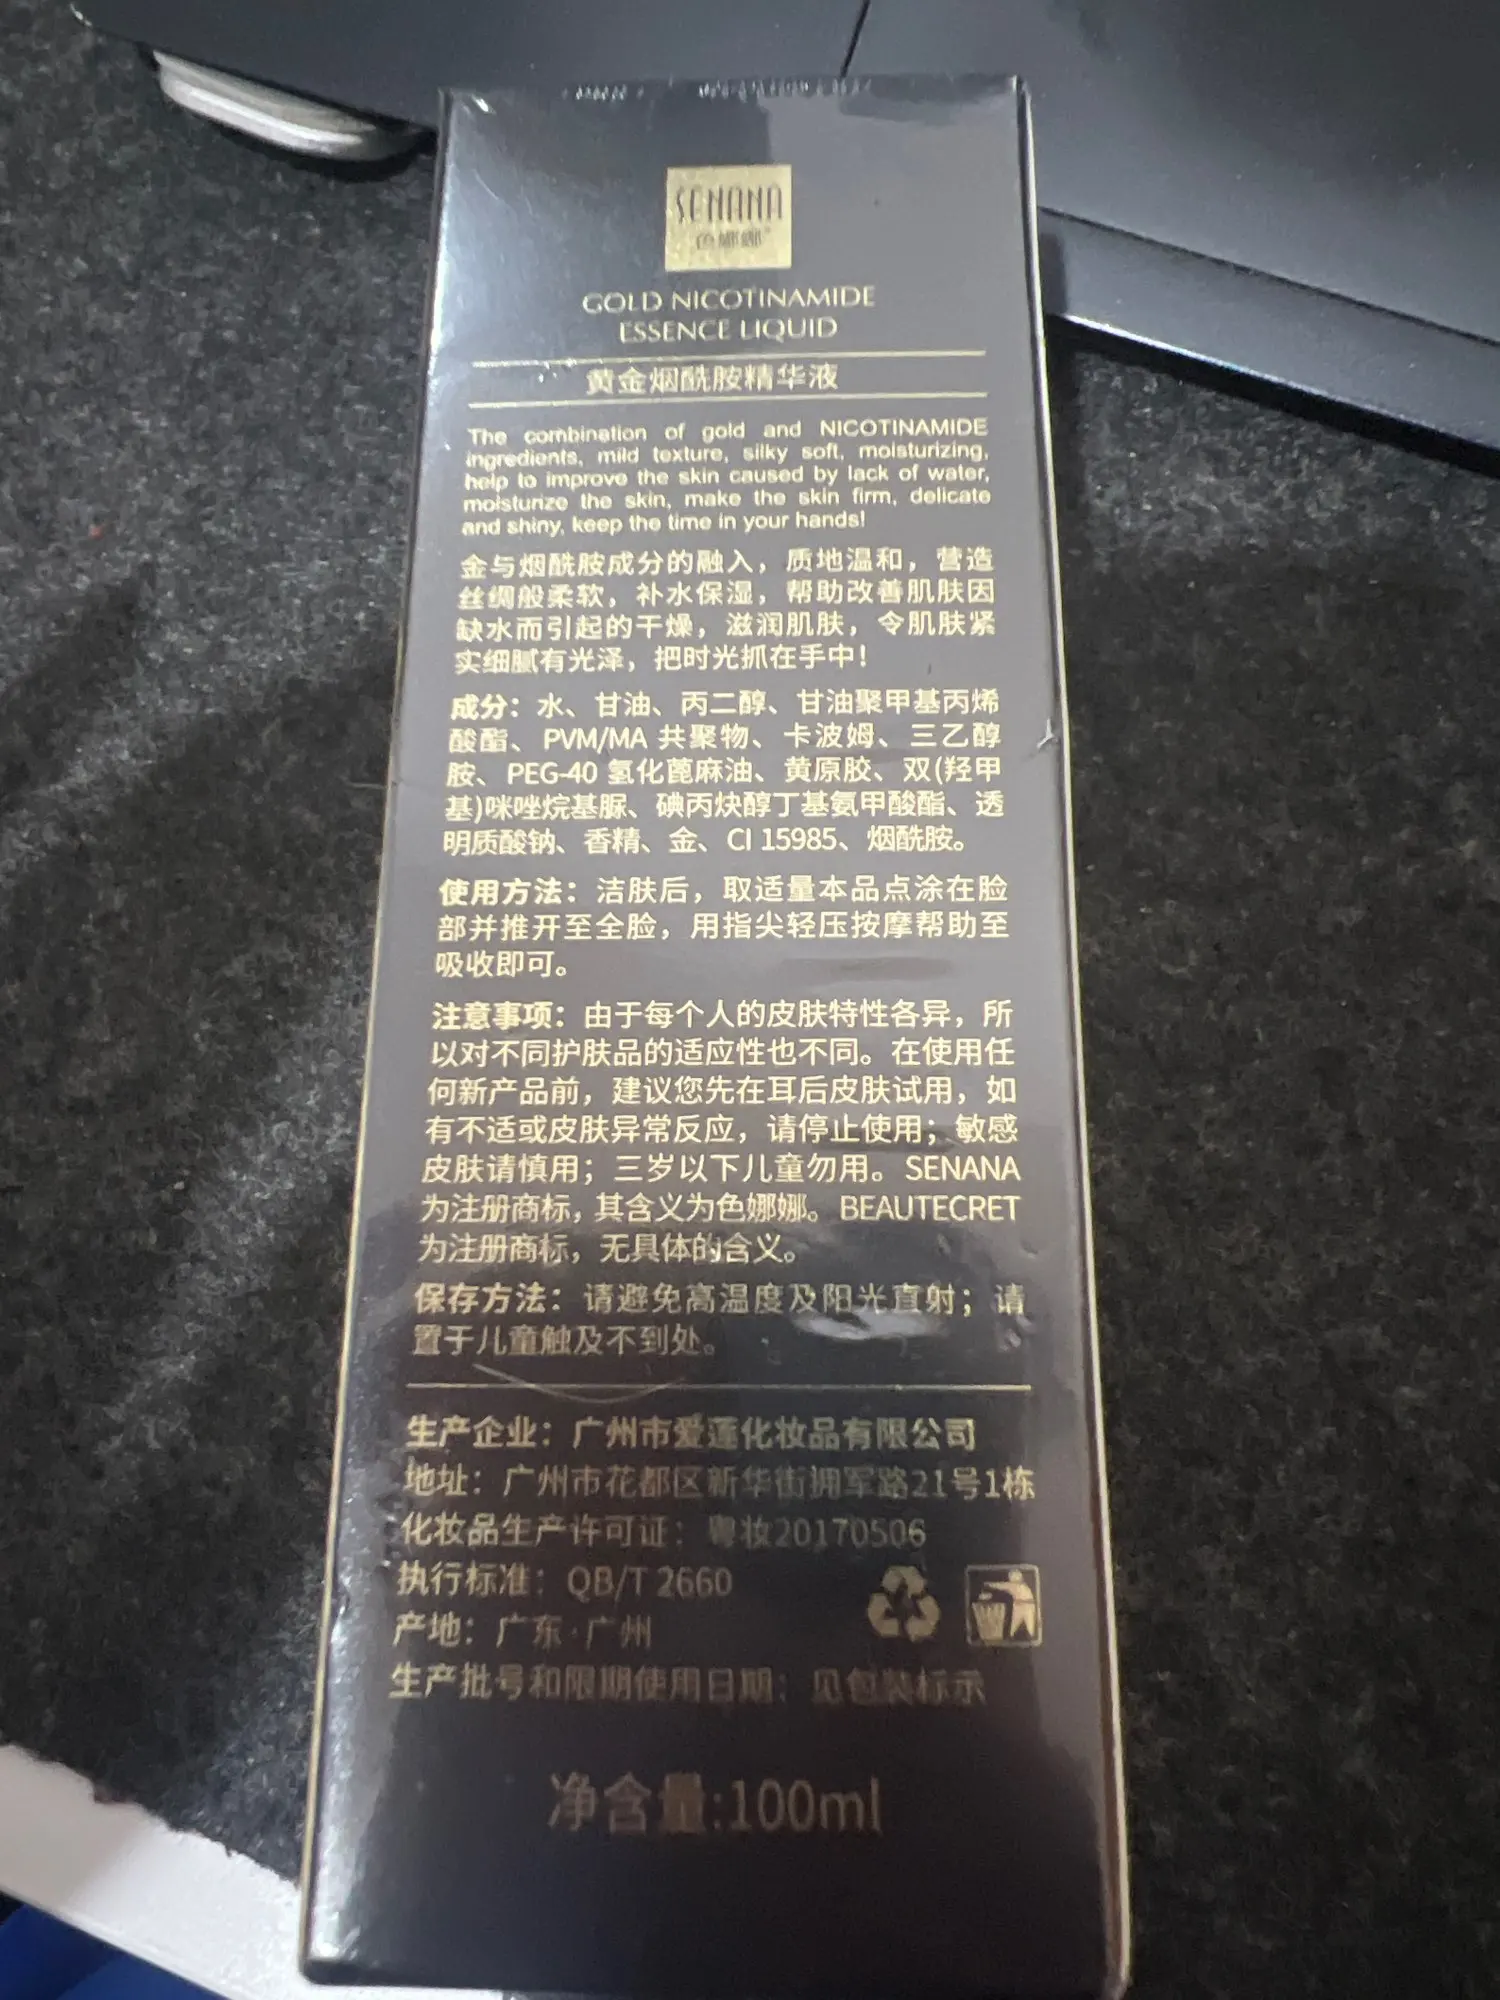 SENANA
色娜娜®
GOLD NICOTINAMIDE
ESSENCE LIQUID
黄金烟酰胺精华液
The combination of gold and NICOTINAMIDE
ingredients, mild texture, silky soft, moisturizing,
help to improve the skin caused by lack of water,
moisturize the skin, make the skin firm, delicate
and shiny, keep the time in your hands!
金与烟酰胺成分的融入，质地温和，营造
丝绸般柔软，补水保湿，帮助改善肌肤因
缺水而引起的干燥，滋润肌肤，令肌肤紧
实细腻有光泽，把时光抓在手中！
成分：水、甘油、丙二醇、甘油聚甲基丙烯
酸酯、PVM/MA 共聚物、卡波姆、三乙醇
胺、PEG-40 氢化蓖麻油、黄原胶、双(羟甲
基)咪唑烷基脲、碘丙炔醇丁基氨甲酸酯、透
明质酸钠、香精、金、CI 15985、烟酰胺。
使用方法：洁肤后，取适量本品点涂在脸
部并推开至全脸，用指尖轻压按摩帮助至
吸收即可。
注意事项：由于每个人的皮肤特性各异，所
以对不同护肤品的适应性也不同。在使用任
何新产品前，建议您先在耳后皮肤试用，如
有不适或皮肤异常反应，请停止使用；敏感
皮肤请慎用；三岁以下儿童勿用。SENANA
为注册商标，其含义为色娜娜。BEAUTECRET
为注册商标，无具体的含义。
保存方法：请避免高温度及阳光直射；请
置于儿童触及不到处。
生产企业：广州市爱莲化妆品有限公司
地址：广州市花都区新华街拥军路21号1栋
化妆品生产许可证：粤妆20170506
执行标准：QB/T 2660
产地：广东·广州
生产批号和限期使用日期：见包装标示
净含量:100ml